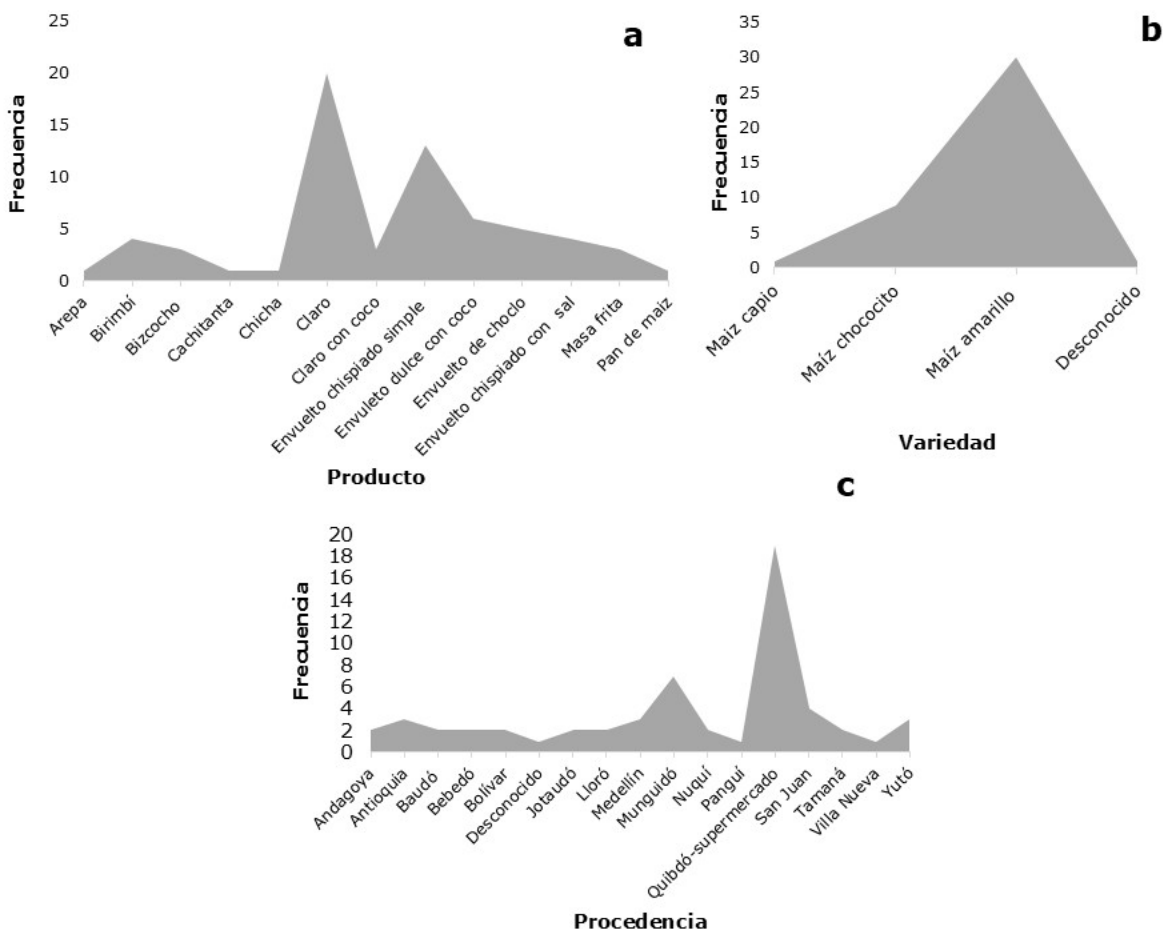 a
25
20
15
10
5
0
Frecuencia
Arepa
Birimbí
Bizcocho
Cachitanta
Chicha
Claro
Claro con coco
Envuelto chispiado simple
Envuleto dulce con coco
Envuelto de choclo
Envuelto chispiado con sal
Masa frita
Pan de maiz
Producto
b
35
30
25
20
15
10
5
0
Frecuencia
Maiz capio
Maíz chococito
Maíz amarillo
Desconocido
Variedad
c
20
18
16
14
12
10
8
6
4
2
0
Frecuencia
Andagoya
Antioquia
Baudó
Bebedó
Bolívar
Desconocido
Jotaudó
Lloró
Medellín
Munguidó
Nuquí
Panguí
Quibdó-supermercado
San Juan
Tamaná
Villa Nueva
Yutó
Procedencia